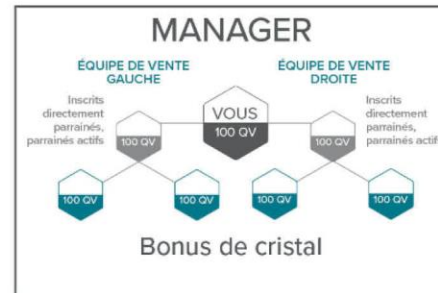 MANAGER
ÉQUIPE DE VENTE
GAUCHE
ÉQUIPE DE VENTE
DROITE
Inscrits
directement
parrainés,
parrainés actifs
VOUS
100 QV
Inscrits
directement
parrainés,
parrainés actifs
100 QV
100 QV
100 QV
100 QV
100 QV
100 QV
Bonus de cristal